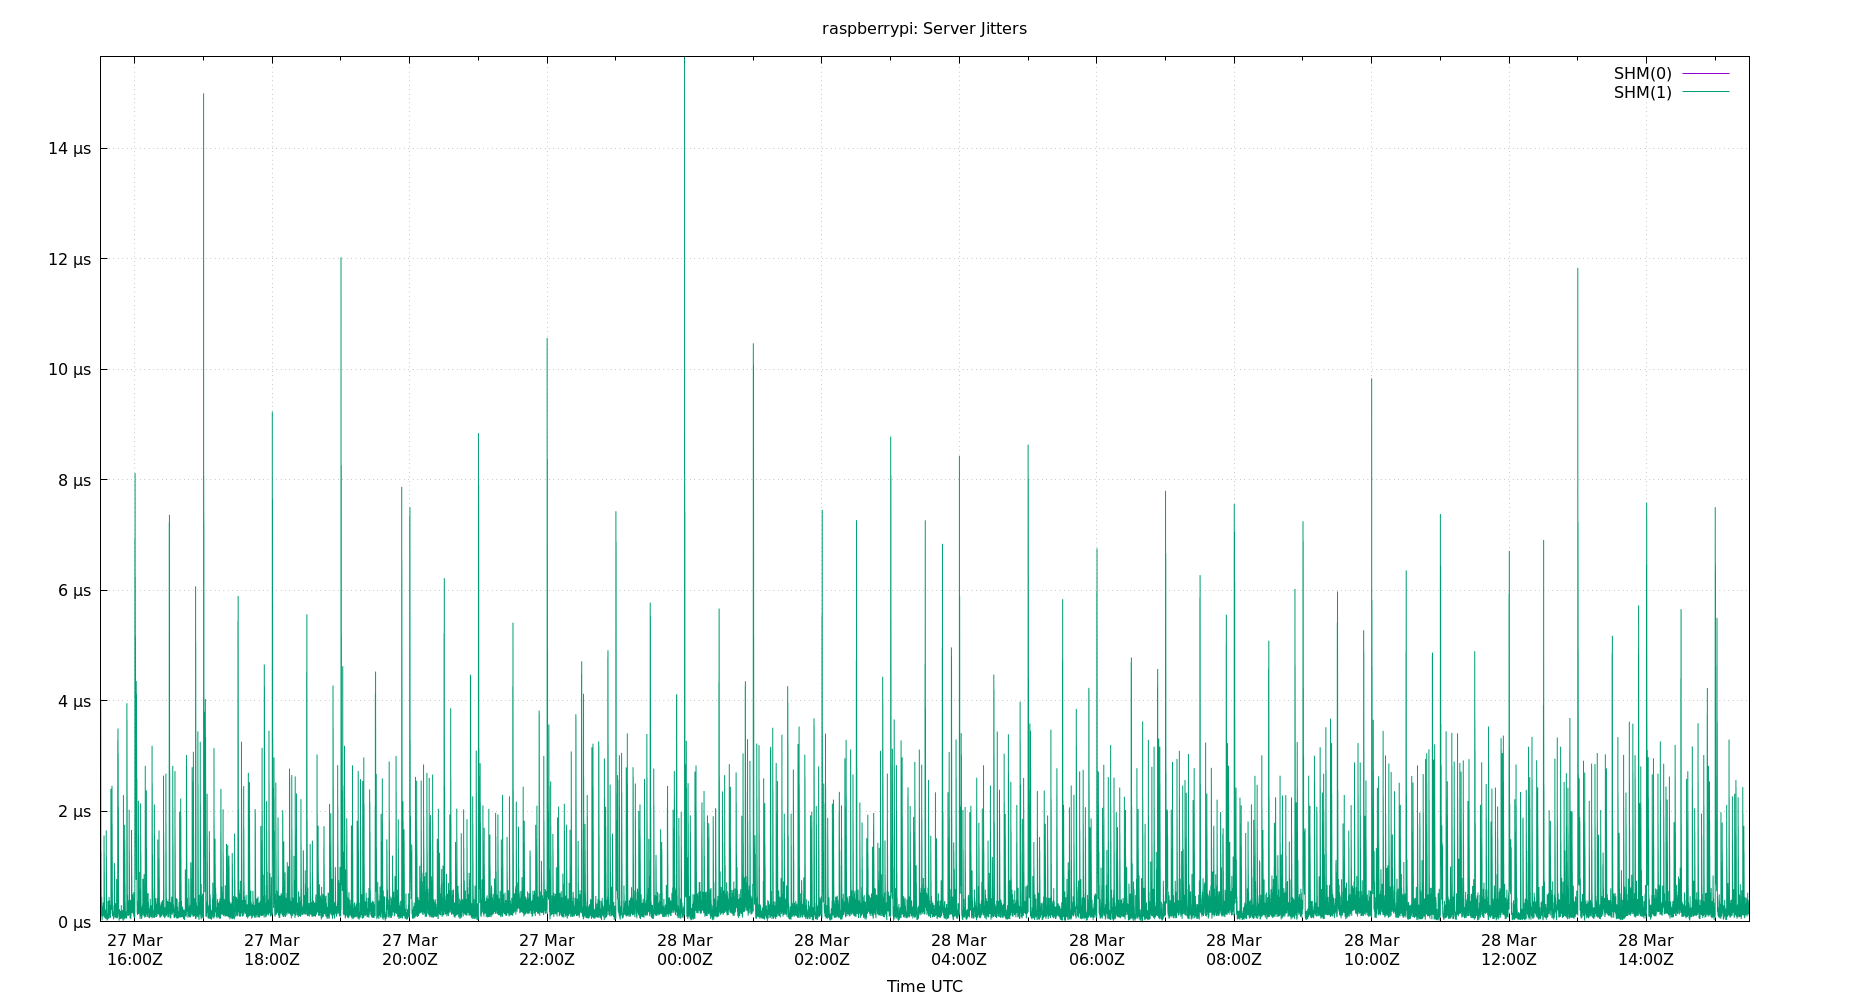 raspberrypi: Server Jitters
SHM(0)
SHM(1)
14 µs
12 µs
10 µs
8 µs
6 µs
4 µs
2 µs
0 µs
27 Mar 27 Mar 27 Mar 27 Mar 28 Mar 28 Mar 28 Mar 28 Mar 28 Mar 28 Mar 28 Mar 28 Mar
16:00Z 18:00Z 20:00Z 22:00Z 00:00Z 02:00Z 04:00Z 06:00Z 08:00Z 10:00Z 12:00Z 14:00Z
Time UTC